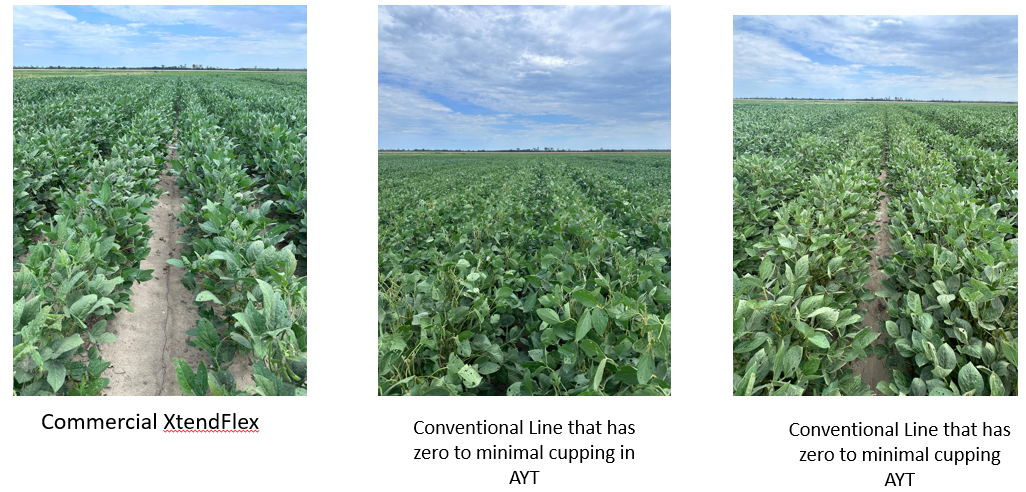 Commercial XtendFlex
Conventional Line that has
zero to minimal cupping in
AYT
Conventional Line that has
zero to minimal cupping
AYT